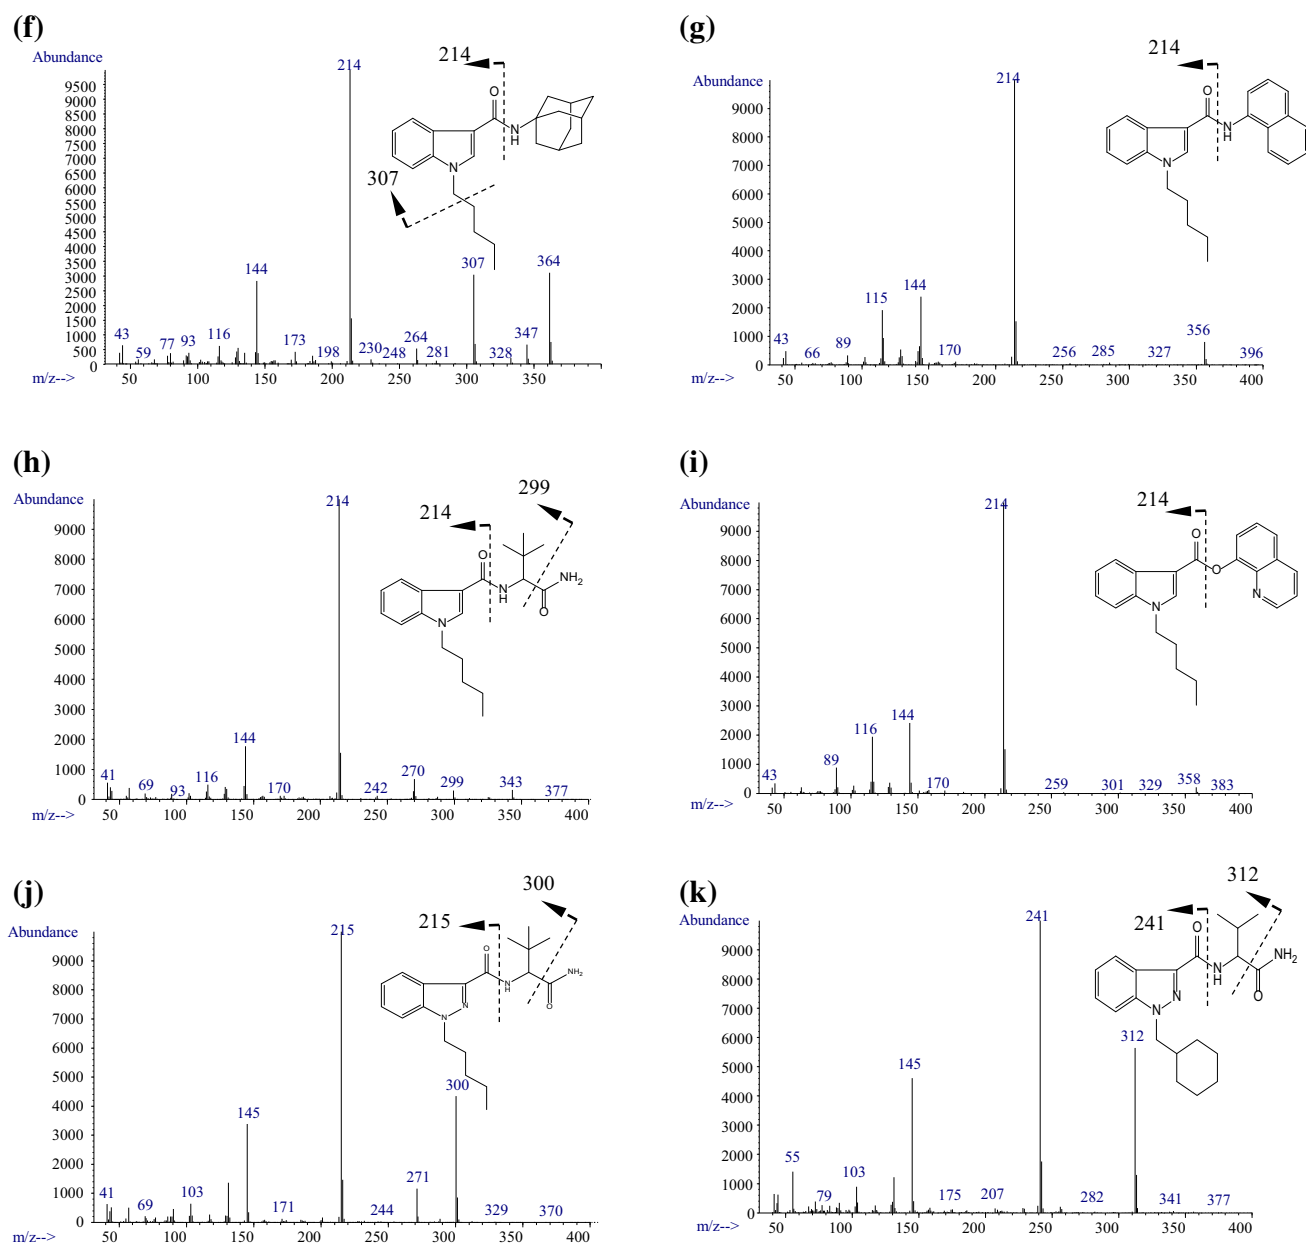 (f)
Abundance
9500
9000
8500
8000
7500
7000
6500
6000
5500
5000
4500
4000
3500
3000
2500
2000
1500
1000
500
0
m/z-->
50 100 150 200 250 300 350
43 59 77 93 116 144 173 198 214 230 248 264 281 307 328 347 364
214
307
O
N
H
N
(g)
Abundance
9000
8000
7000
6000
5000
4000
3000
2000
1000
0
m/z-->
50 100 150 200 250 300 350 400
43 66 89 115 144 170 214 256 285 327 356 396
214
O
N
H
N
(h)
Abundance
9000
8000
7000
6000
5000
4000
3000
2000
1000
0
m/z-->
50 100 150 200 250 300 350 400
41 69 93 116 144 170 214 242 270 299 343 377
214
299
O
N
H
NH2
O
N
(i)
Abundance
9000
8000
7000
6000
5000
4000
3000
2000
1000
0
m/z-->
50 100 150 200 250 300 350 400
43 89 116 144 170 214 259 301 329 358 383
214
O
O
N
N
(j)
Abundance
9000
8000
7000
6000
5000
4000
3000
2000
1000
0
m/z-->
50 100 150 200 250 300 350 400
41 69 103 145 171 215 244 271 300 329 370
215
300
O
N
H
NH2
O
N
N
(k)
Abundance
9000
8000
7000
6000
5000
4000
3000
2000
1000
0
m/z-->
50 100 150 200 250 300 350 400
55 79 103 145 175 207 241 282 312 341 377
241
312
O
N
H
NH2
O
N
N